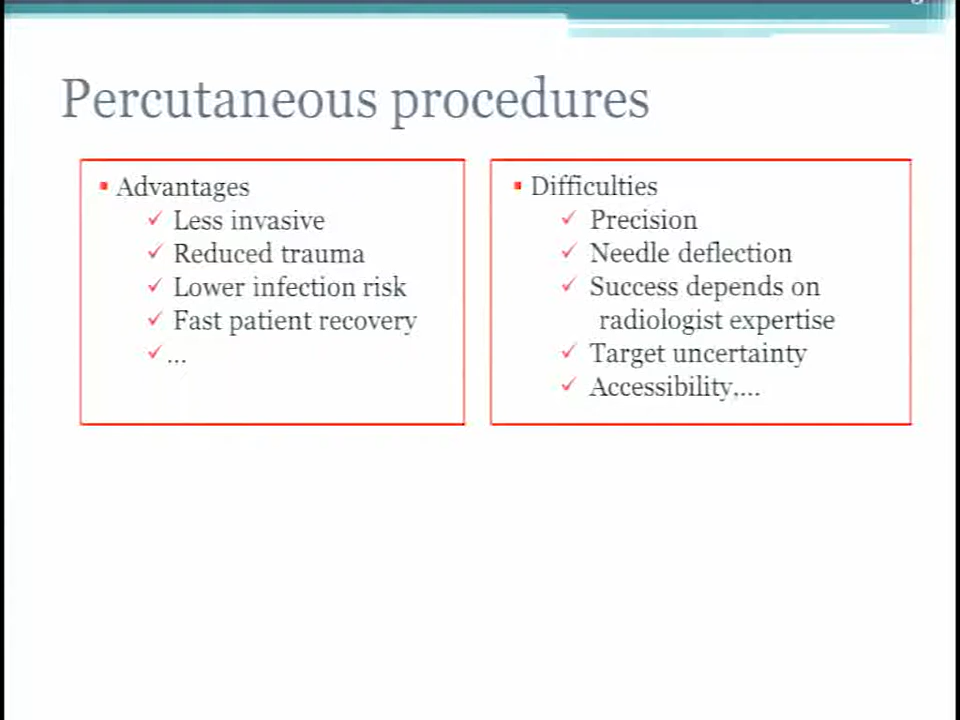 Percutaneous procedures
Advantages
Less invasive
Reduced trauma
Lower infection risk
Fast patient recovery
...
Difficulties
Precision
Needle deflection
Success depends on
radiologist expertise
Target uncertainty
Accessibility,...